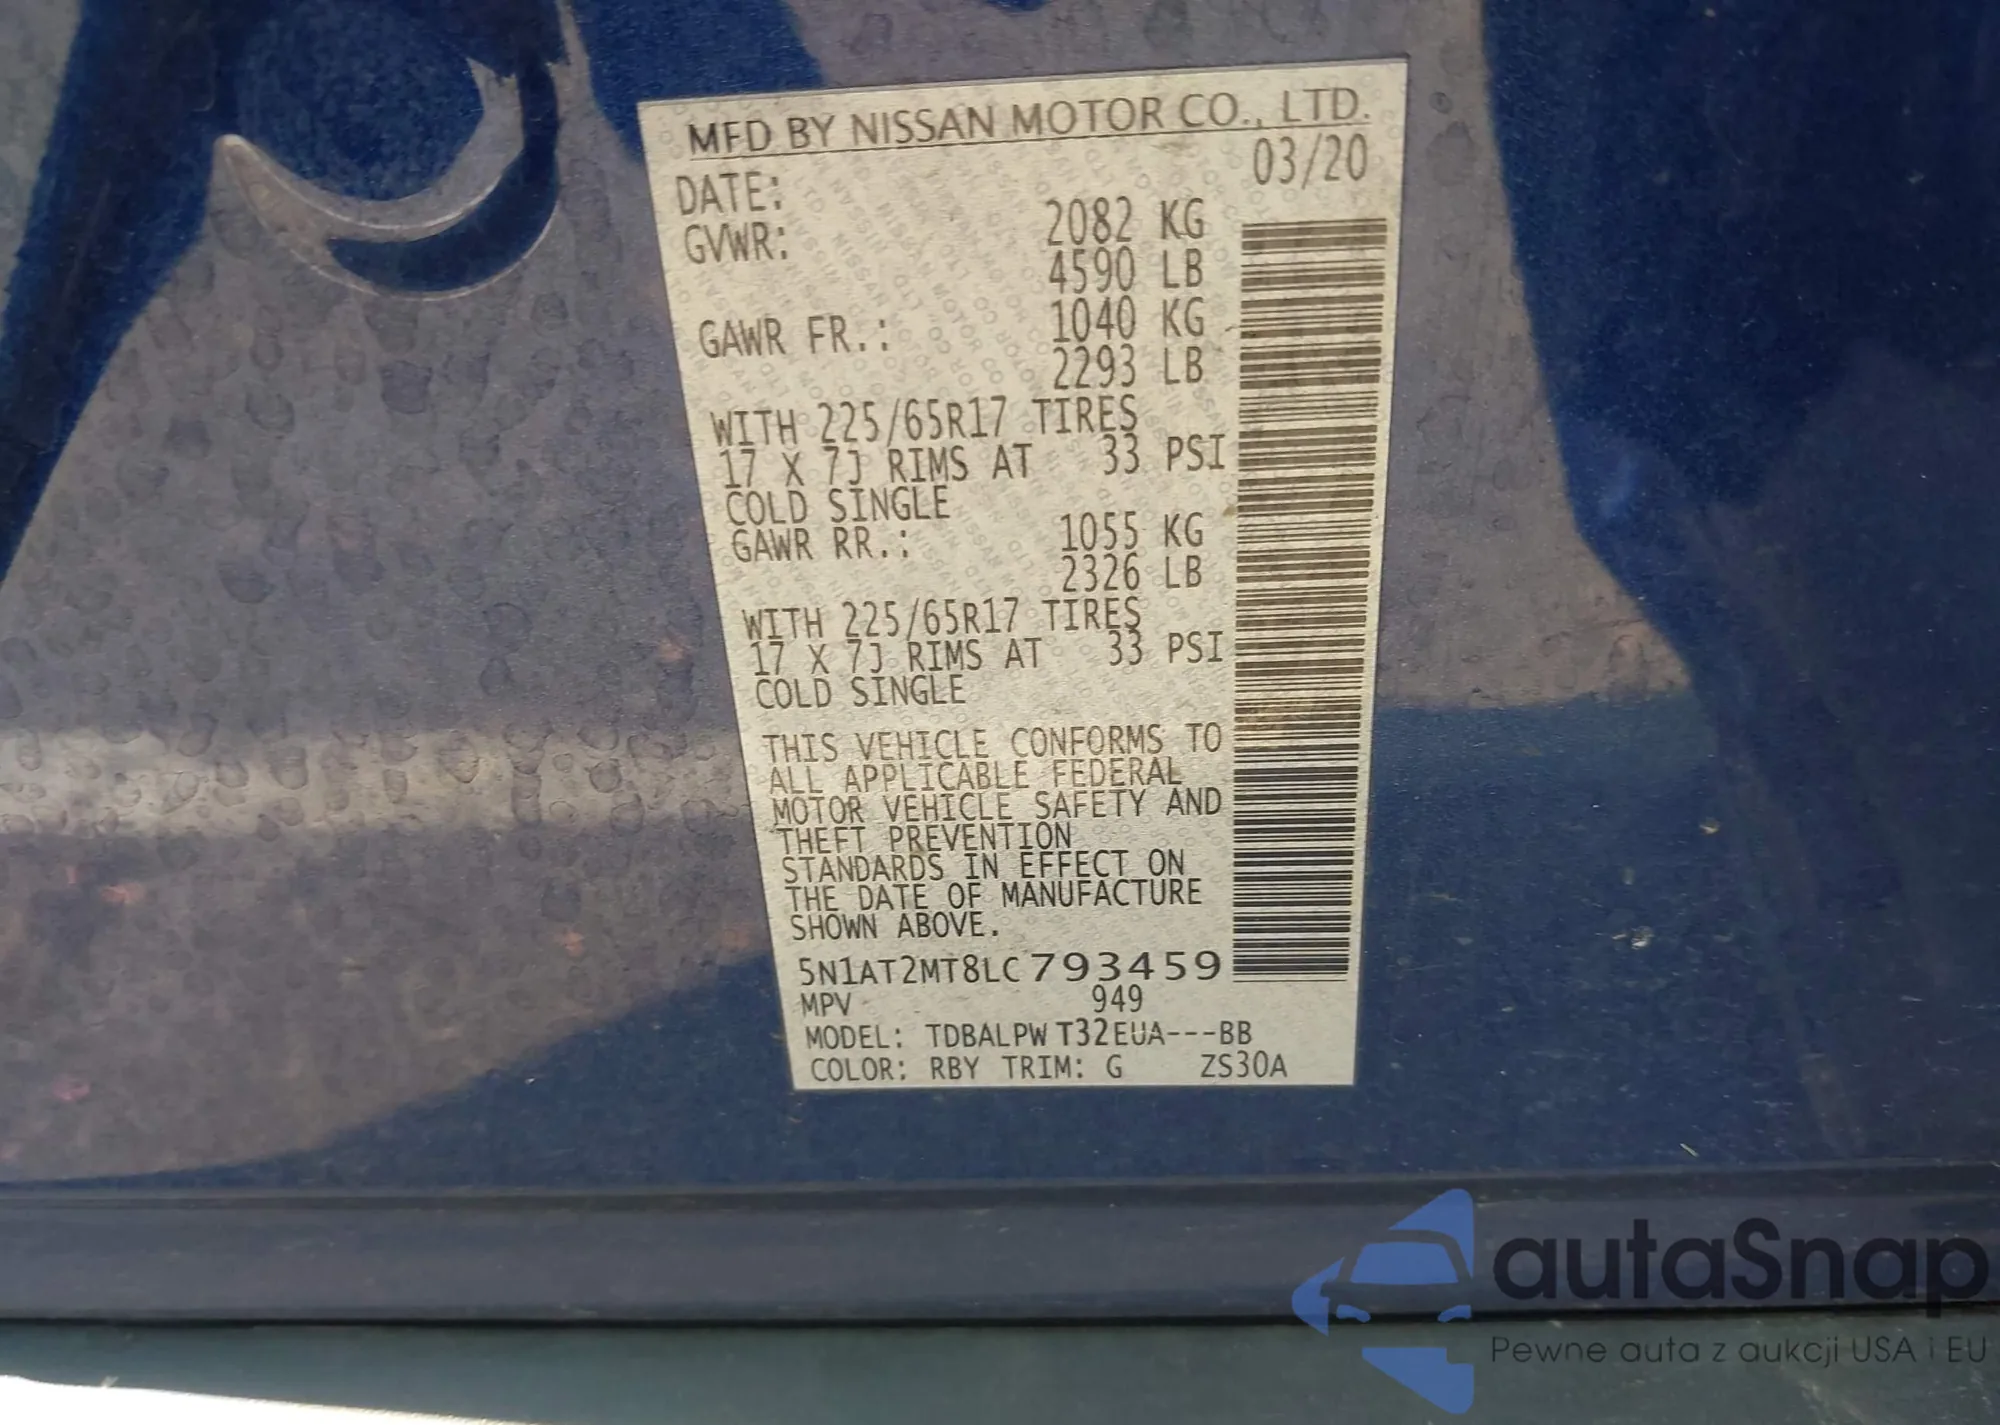 MFD BY NISSAN MOTOR CO., LTD.
DATE: 03/20
GVWR: 2082 KG
4590 LB
GAWR FR.: 1040 KG
2293 LB
WITH 225/65R17 TIRES
17 X 7J RIMS AT 33 PSI
COLD SINGLE
GAWR RR.: 1055 KG
2326 LB
WITH 225/65R17 TIRES
17 X 7J RIMS AT 33 PSI
COLD SINGLE
THIS VEHICLE CONFORMS TO
ALL APPLICABLE FEDERAL
MOTOR VEHICLE SAFETY AND
THEFT PREVENTION
STANDARDS IN EFFECT ON
THE DATE OF MANUFACTURE
SHOWN ABOVE.
5N1AT2MT8LC793459
MPV 949
MODEL: TDBALPW T32EUA---BB
COLOR: RBY TRIM: G ZS30A
autaSnap
Pewne auta z aukcji USA i EU